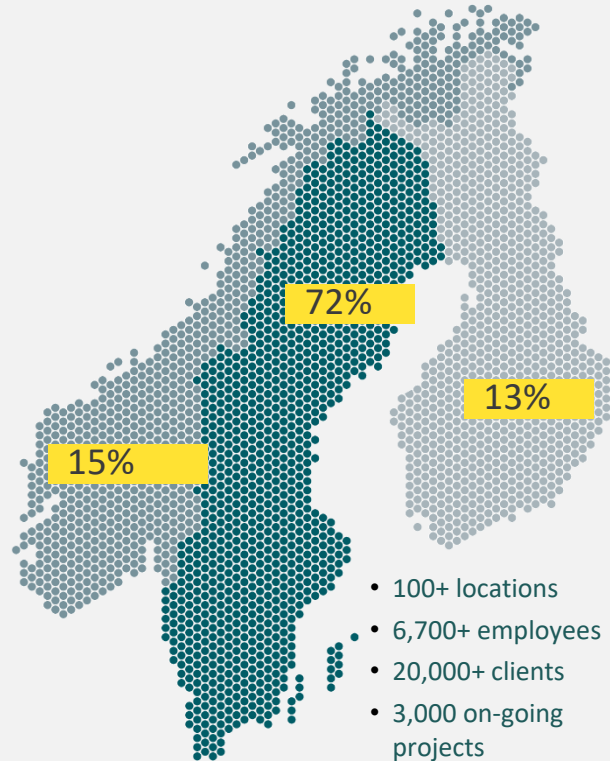 72%
13%
15%
• 100+ locations
• 6,700+ employees
• 20,000+ clients
• 3,000 on-going
projects